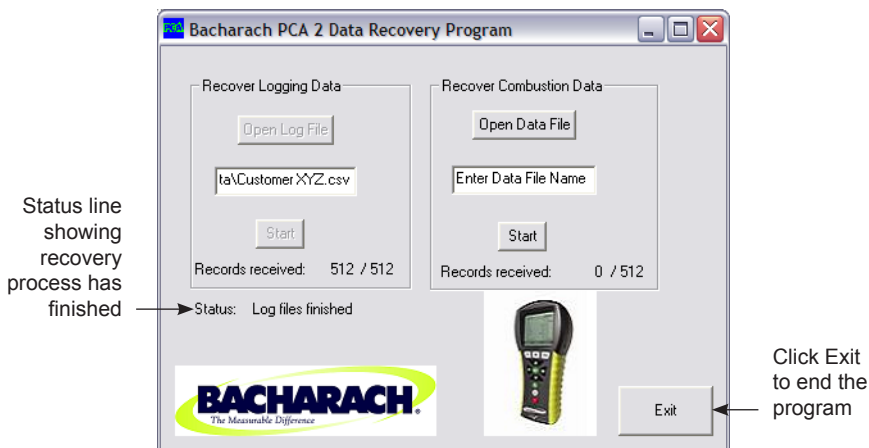 PCA Bacharach PCA 2 Data Recovery Program
Recover Logging Data
Open Log File
ta\Customer XYZ.csv
Start
Records received: 512 / 512
Recover Combustion Data
Open Data File
Enter Data File Name
Start
Records received: 0 / 512
Status line
showing
recovery
process has
finished
Status: Log files finished
BACHARACH.
The Measurable Difference
Exit
Click Exit
to end the
program